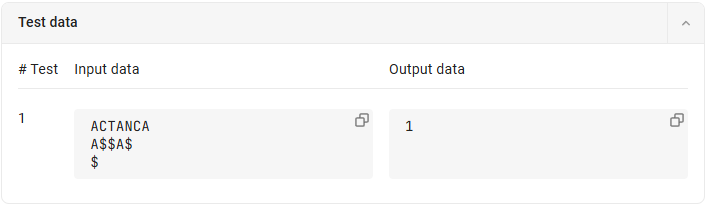 Test data
# Test Input data Output data
1 ACTANCA 1
A$$A$
$